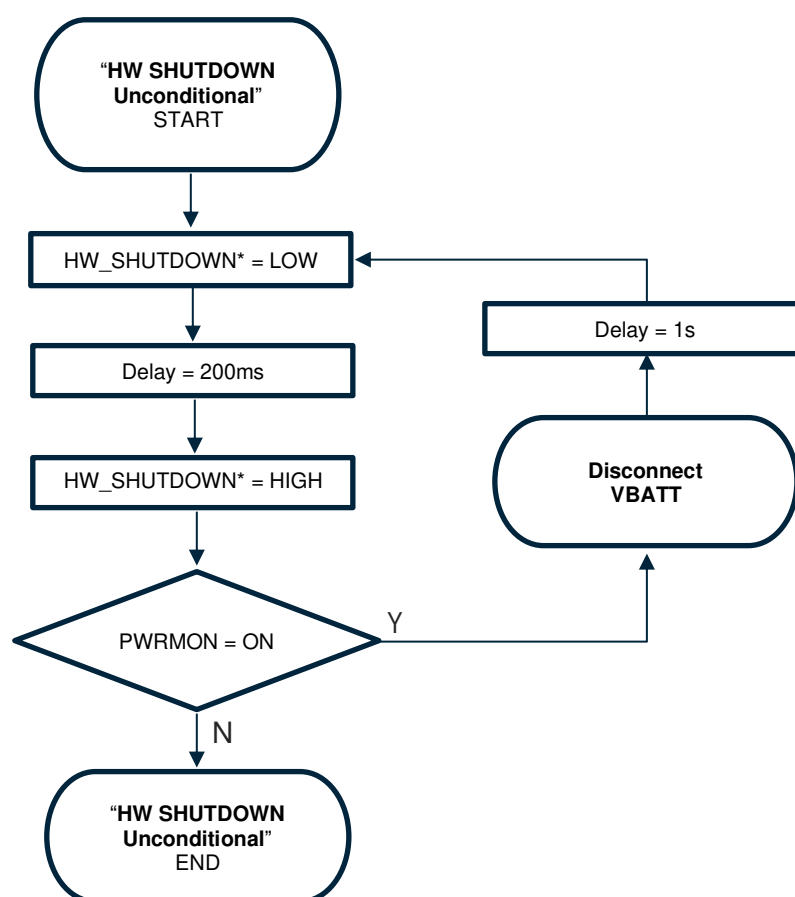 “HW SHUTDOWN
Unconditional”
START
HW_SHUTDOWN* = LOW
Delay = 1s
Delay = 200ms
Disconnect
VBATT
HW_SHUTDOWN* = HIGH
PWRMON = ON
Y
N
“HW SHUTDOWN
Unconditional”
END